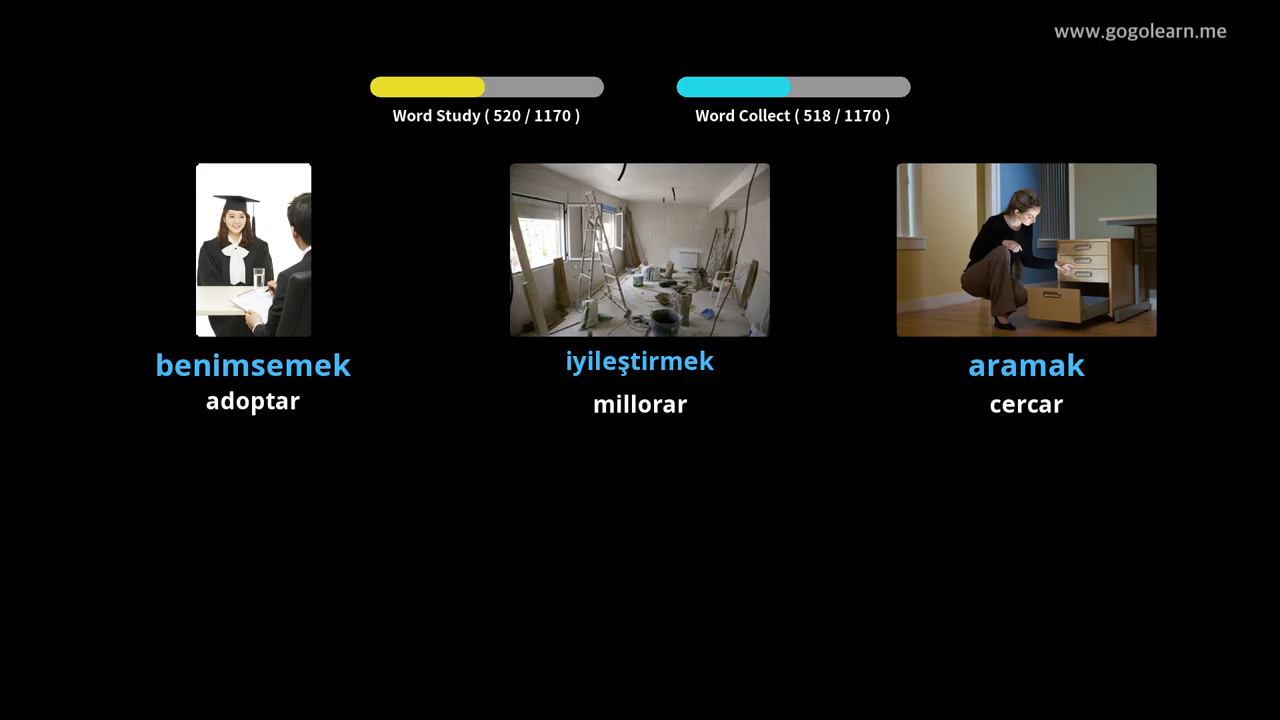 www.gogolearn.me
Word Study ( 520 / 1170 )
Word Collect ( 518 / 1170 )
benimsemek
adoptar
iyileştirmek
millorar
aramak
cercar